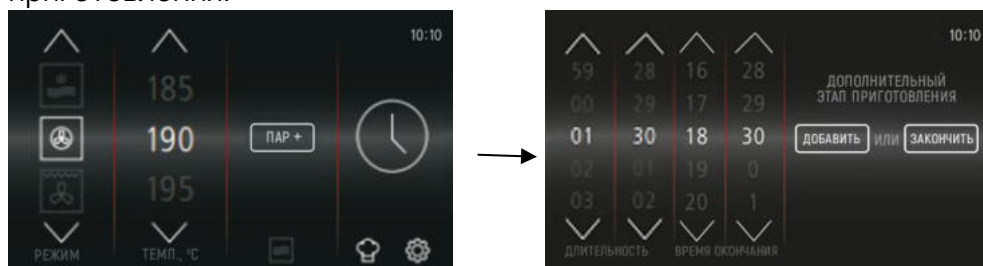 приготовления.
10:10
185
190
195
ПАР +
РЕЖИМ
ТЕМП., °C
10:10
59 28 16 28
00 29 17 29
01 30 18 30
02 01 19 0
03 02 20 1
ДЛИТЕЛЬНОСТЬ ВРЕМЯ ОКОНЧАНИЯ
ДОПОЛНИТЕЛЬНЫЙ
ЭТАП ПРИГОТОВЛЕНИЯ
ДОБАВИТЬ ИЛИ ЗАКОНЧИТЬ